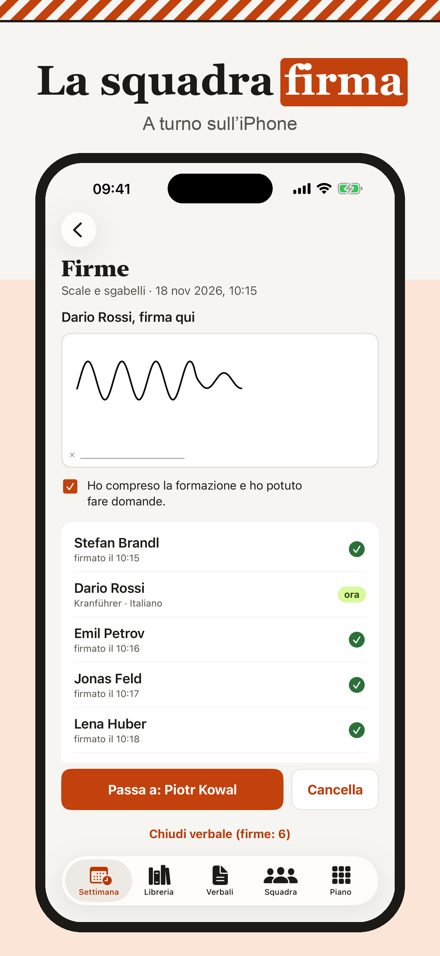 La squadra firma
A turno sull'iPhone
09:41
Firme
Scale e sgabelli · 18 nov 2026, 10:15
Dario Rossi, firma qui
×
Ho compreso la formazione e ho potuto
fare domande.
Stefan Brandl
firmato il 10:15
Dario Rossi
Kranführer · Italiano
ora
Emil Petrov
firmato il 10:16
Jonas Feld
firmato il 10:17
Lena Huber
firmato il 10:18
Passa a: Piotr Kowal
Cancella
Chiudi verbale (firme: 6)
Settimana
Libreria
Verbali
Squadra
Piano